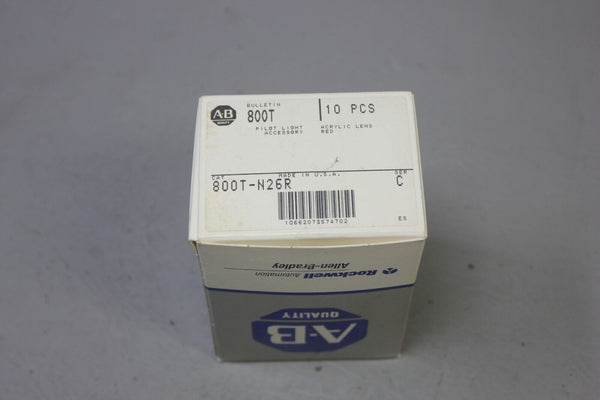 A-B
BULLETIN
800T
10 PCS
PILOT LIGHT
ACCESSORY
ACRYLIC LENS
RED
MADE IN U.S.A.
CAT
SER
800T-N26R
C
10662073574702
ES
Rockwell Automation
Allen-Bradley
A-B
QUALITY